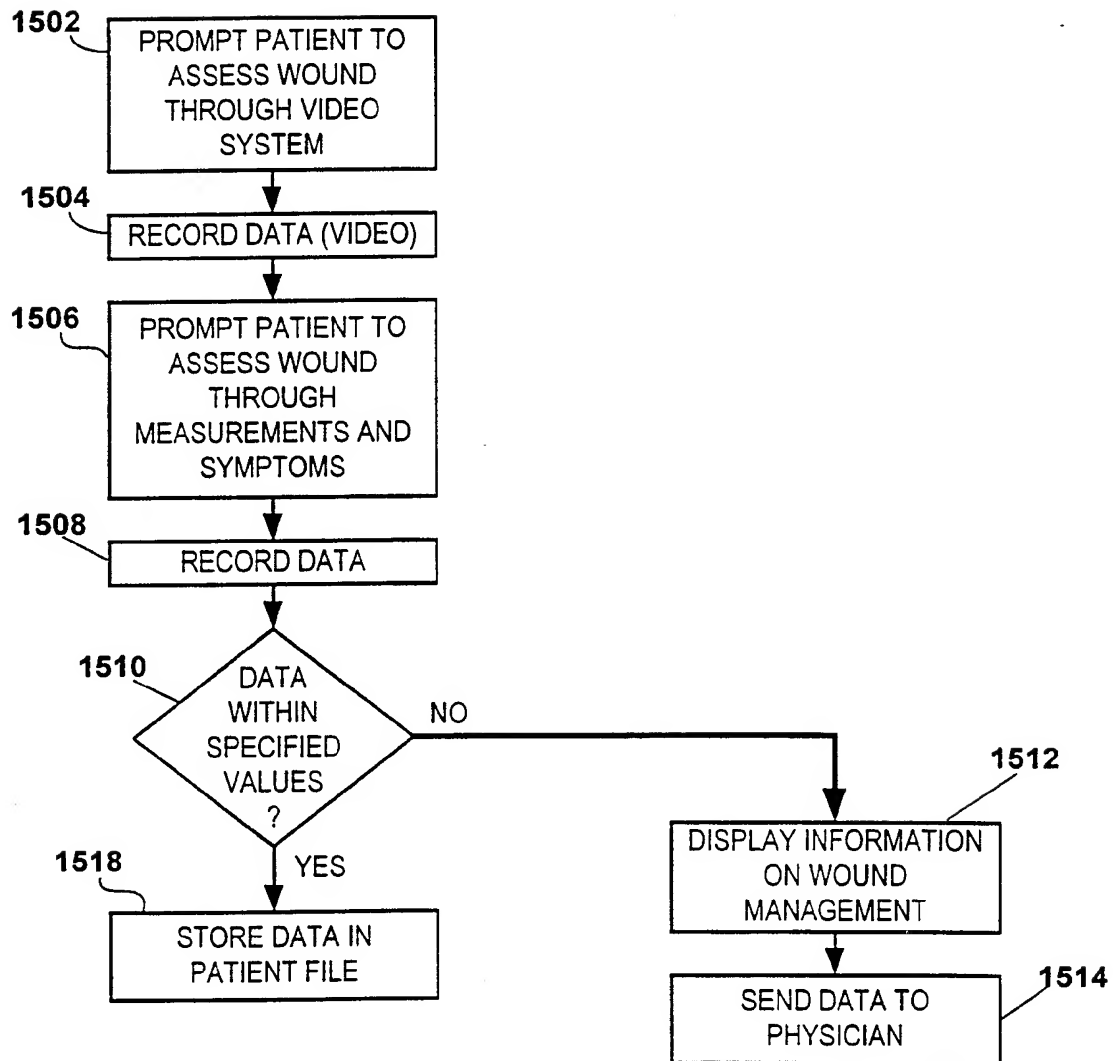 1502
PROMPT PATIENT TO
ASSESS WOUND
THROUGH VIDEO
SYSTEM
1504
RECORD DATA (VIDEO)
1506
PROMPT PATIENT TO
ASSESS WOUND
THROUGH
MEASUREMENTS AND
SYMPTOMS
1508
RECORD DATA
1510
DATA
WITHIN
SPECIFIED
VALUES
?
NO
YES
1512
DISPLAY INFORMATION
ON WOUND
MANAGEMENT
1518
STORE DATA IN
PATIENT FILE
1514
SEND DATA TO
PHYSICIAN